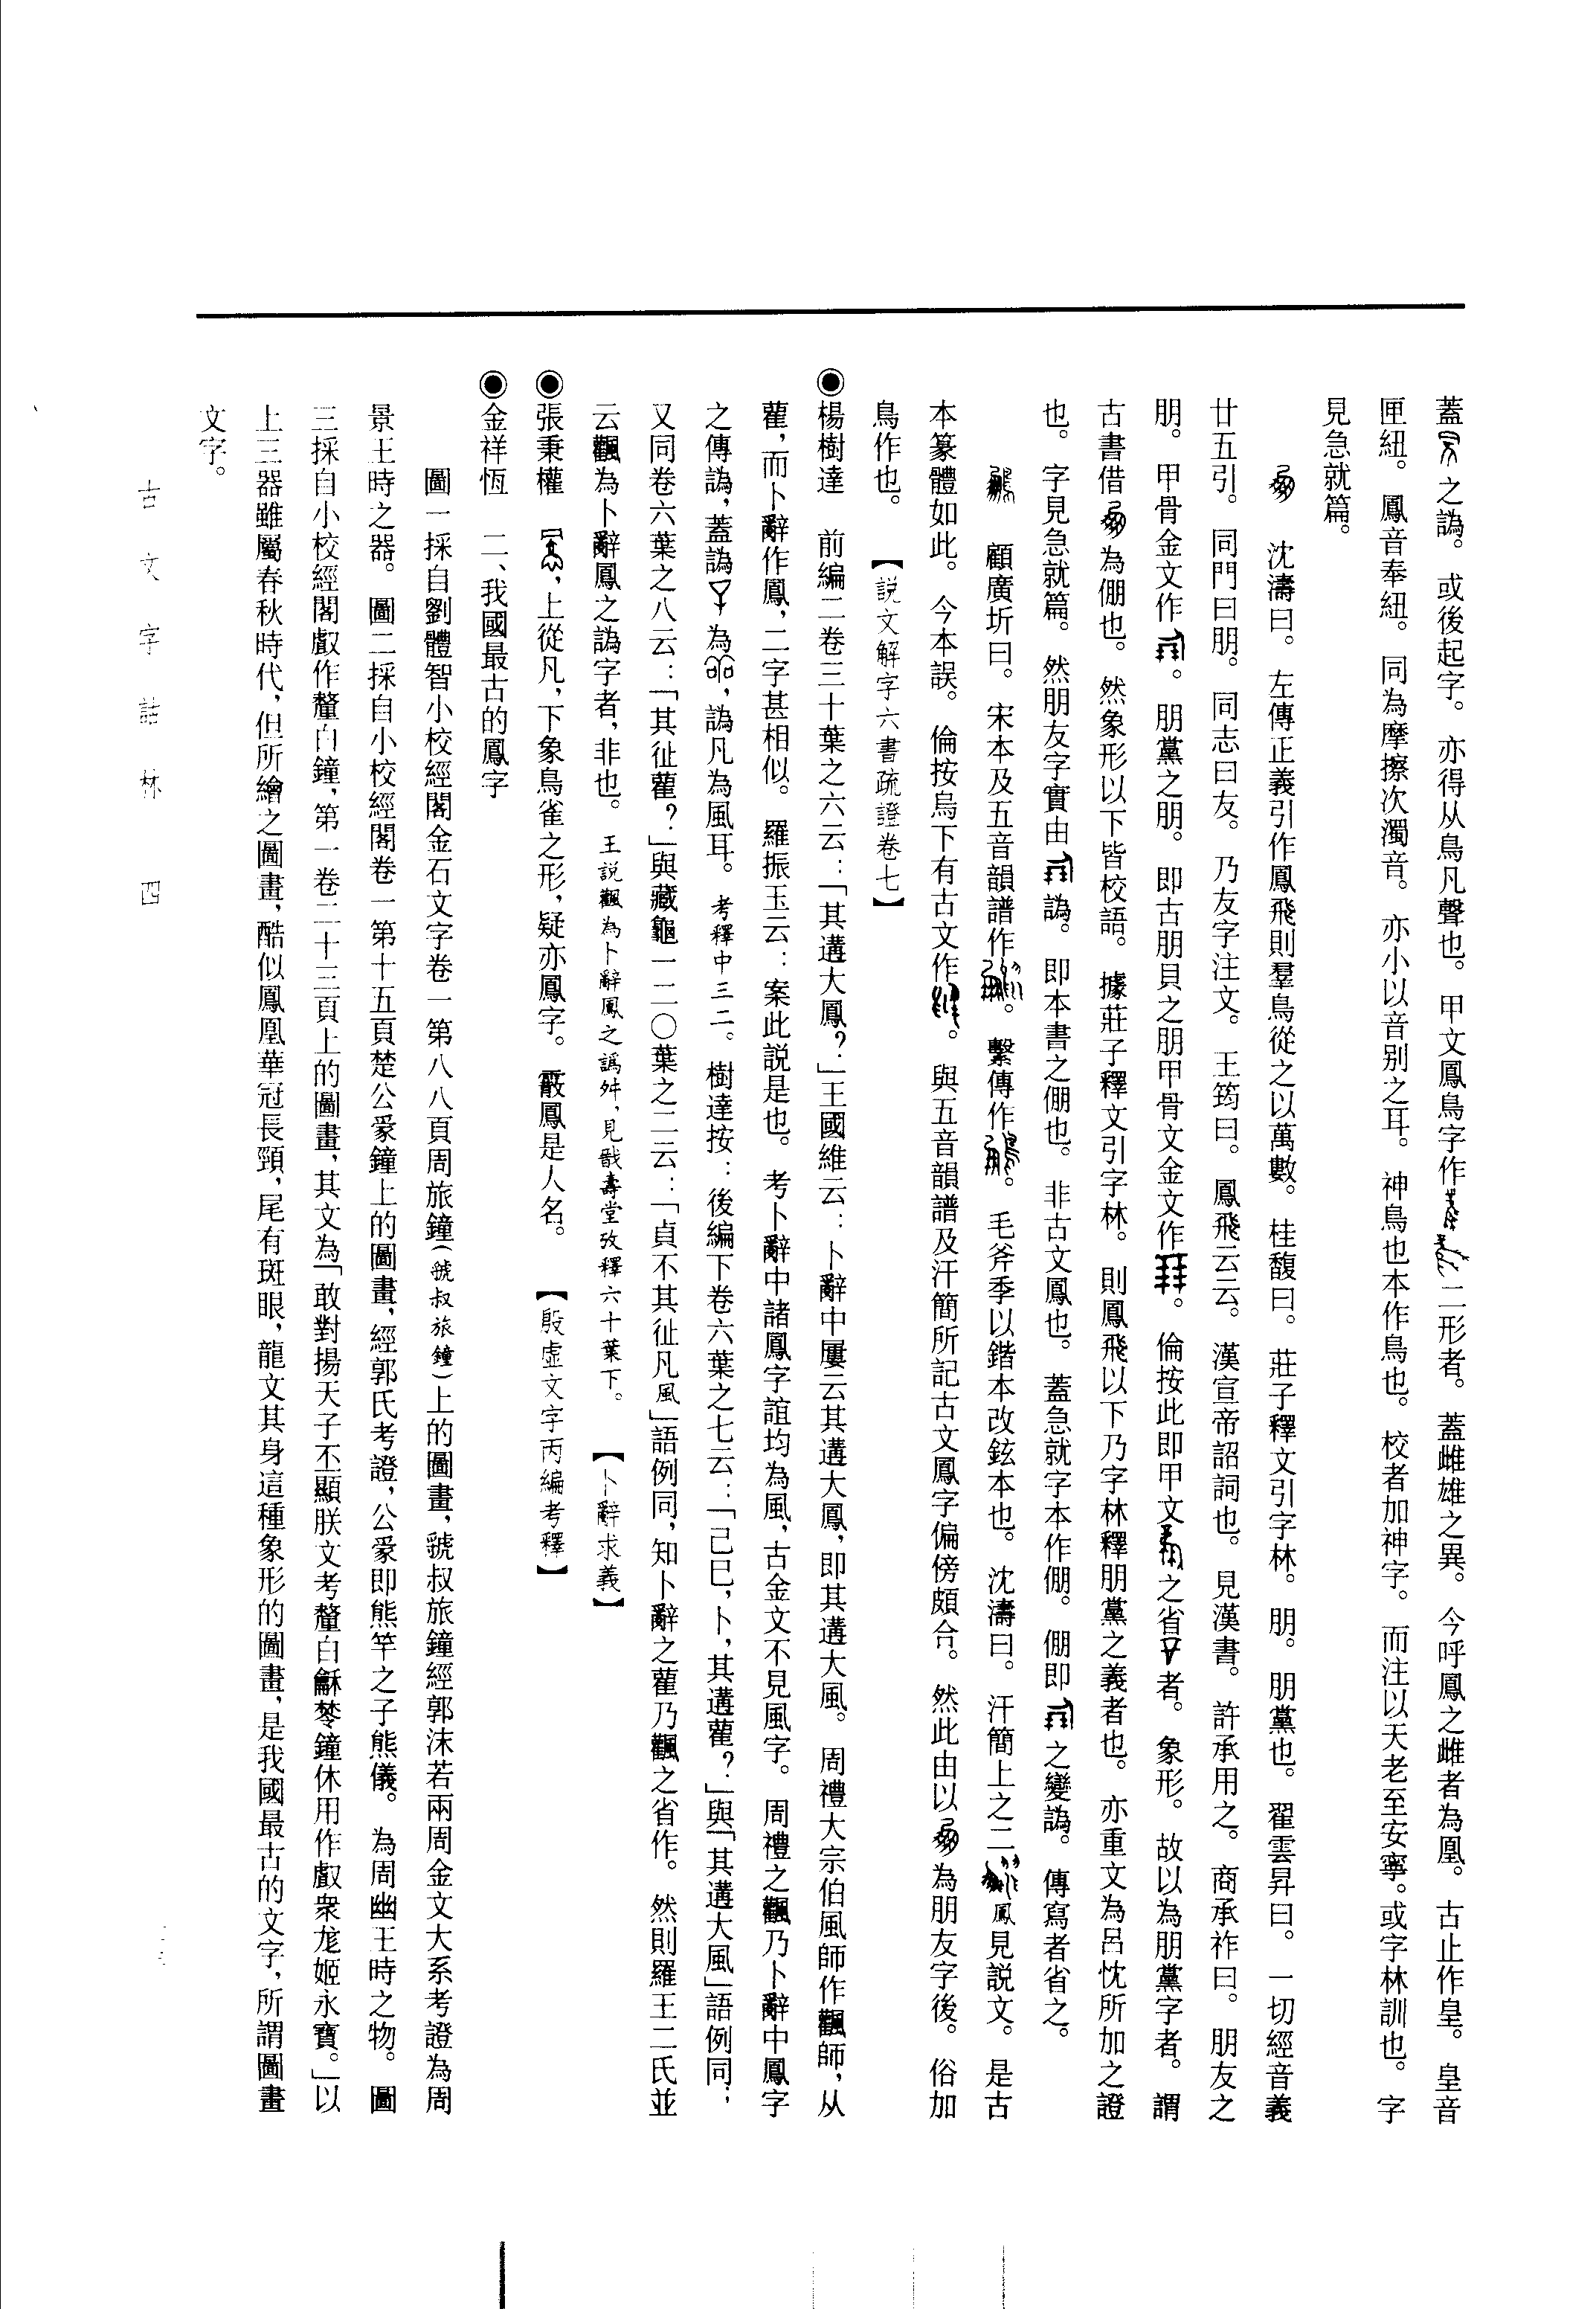 蓋之譌。或後起字。亦得从鳥凡聲也。甲文鳳鳥字作二形者。蓋雌雄之異。今呼鳳之雌者為凰。古止作皇。皇音
匣紐。鳳音奉紐。同為摩擦次濁音。亦小以音别之耳。神鳥也本作鳥也。校者加神字。而注以天老至安寧。或字林訓也。字
見急就篇。
沈濤曰。左傳正義引作鳳飛則羣鳥從之以萬數。桂馥曰。莊子釋文引字林。朋。朋黨也。翟雲昇曰。一切經音義
廿五引。同門曰朋。同志曰友。乃友字注文。王筠曰。鳳飛云云。漢宣帝詔詞也。見漢書。許承用之。商承祚曰。朋友之
朋。甲骨金文作。朋黨之朋。即古朋貝之朋甲骨文金文作。倫按此即甲文之省者。象形。故以為朋黨字者。謂
古書借為倗也。然象形以下皆校語。據莊子釋文引字林。則鳳飛以下乃字林釋朋黨之義者也。亦重文為呂忱所加之證
也。字見急就篇。然朋友字實由譌。即本書之倗也。非古文鳳也。蓋急就字本作倗。倗即之變譌。傳寫者省之。
顧廣圻曰。宋本及五音韻譜作。繫傳作。毛斧季以鍇本改鉉本也。沈濤曰。汗簡上之二鳳見説文。是古
本篆體如此。今本誤。倫按烏下有古文作。與五音韻譜及汗簡所記古文鳳字偏傍頗合。然此由以為朋友字後。俗加
鳥作也。【説文解字六書疏證卷七】
◉楊樹達 前編二卷三十葉之六云：「其遘大鳳？」王國維云：卜辭中屢云其遘大鳳，即其遘大風。周禮大宗伯風師作飌師，从
雚，而卜辭作鳳，二字甚相似。羅振玉云：案此説是也。考卜辭中諸鳳字誼均為風，古金文不見風字。周禮之飌乃卜辭中鳳字
之傳譌，蓋譌為，譌凡為風耳。考釋中三二。樹達按：後編下卷六葉之七云：「己巳，卜，其遘雚？」與「其遘大風」語例同；
又同卷六葉之八云：「其㢟雚？」與藏龜一二〇葉之二云：「貞不其㢟凡風」語例同，知卜辭之雚乃飌之省作。然則羅王二氏並
云飌為卜辭鳳之譌字者，非也。王説飌為卜辭鳳之譌舛，見戩壽堂攷釋六十葉下。【卜辭求義】
◉張秉權 ，上從凡，下象鳥雀之形，疑亦鳳字。鳳是人名。【殷虛文字丙編考釋】
◉金祥恆 二、我國最古的鳳字
圖一採自劉體智小校經閣金石文字卷一第八八頁周旅鐘（虢叔旅鐘）上的圖畫，虢叔旅鐘經郭沫若兩周金文大系考證為周
景王時之器。圖二採自小校經閣卷一第十五頁楚公㒸鐘上的圖畫，經郭氏考證，公㒸即熊咢之子熊儀。為周幽王時之物。圖
三採自小校經閣𠭯作釐白鐘，第一卷二十三頁上的圖畫，其文為「敢對揚天子不顯朕文考釐白龢鐘休用作𠭯眔龙姬永寶。」以
上三器雖屬春秋時代，但所繪之圖畫，酷似鳳凰華冠長頸，尾有斑眼，龍文其身這種象形的圖畫，是我國最古的文字，所謂圖畫
文字。
古文字詁林 四